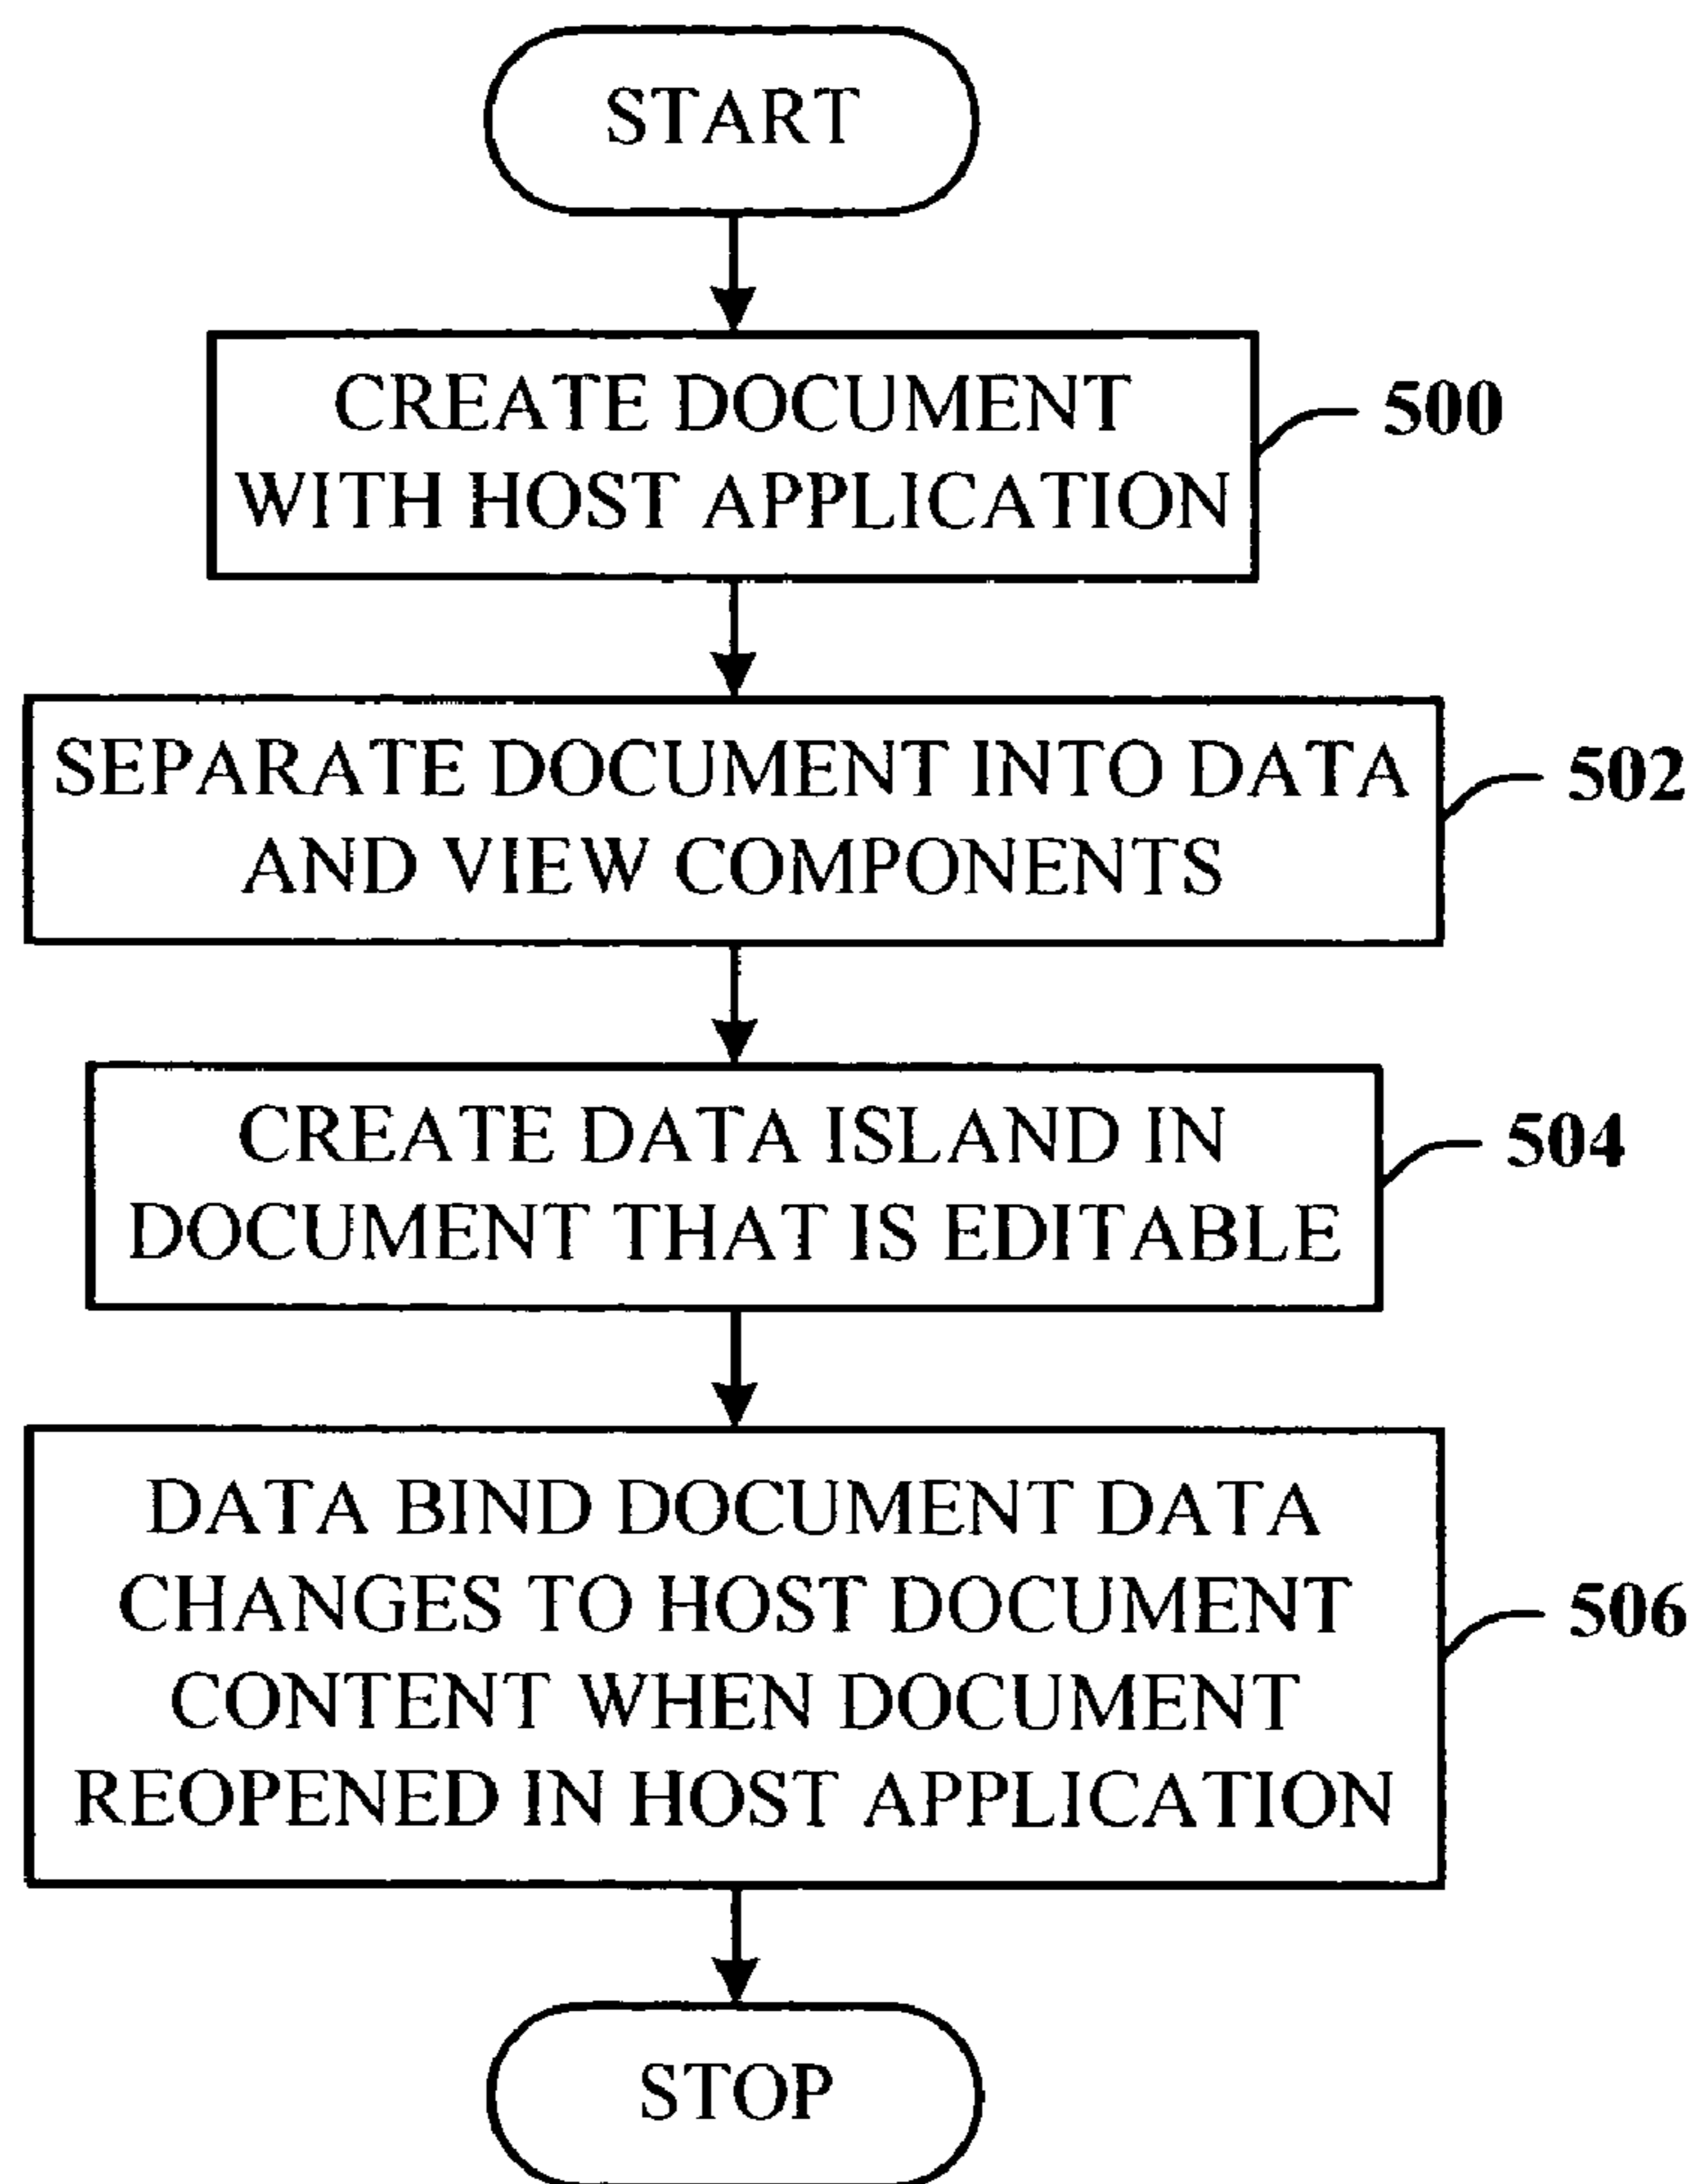 START
CREATE DOCUMENT
WITH HOST APPLICATION
500
SEPARATE DOCUMENT INTO DATA
AND VIEW COMPONENTS
502
CREATE DATA ISLAND IN
DOCUMENT THAT IS EDITABLE
504
DATA BIND DOCUMENT DATA
CHANGES TO HOST DOCUMENT
CONTENT WHEN DOCUMENT
REOPENED IN HOST APPLICATION
506
STOP